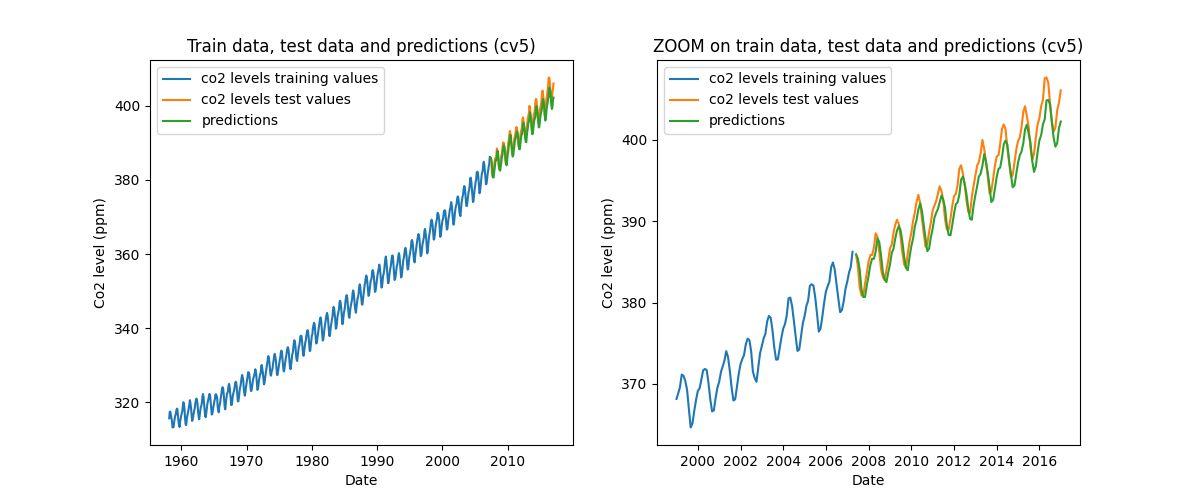 Train data, test data and predictions (cv5)
co2 levels training values
co2 levels test values
predictions
400
380
360
340
320
Co2 level (ppm)
1960 1970 1980 1990 2000 2010
Date
ZOOM on train data, test data and predictions (cv5)
co2 levels training values
co2 levels test values
predictions
400
390
380
370
Co2 level (ppm)
2000 2002 2004 2006 2008 2010 2012 2014 2016
Date